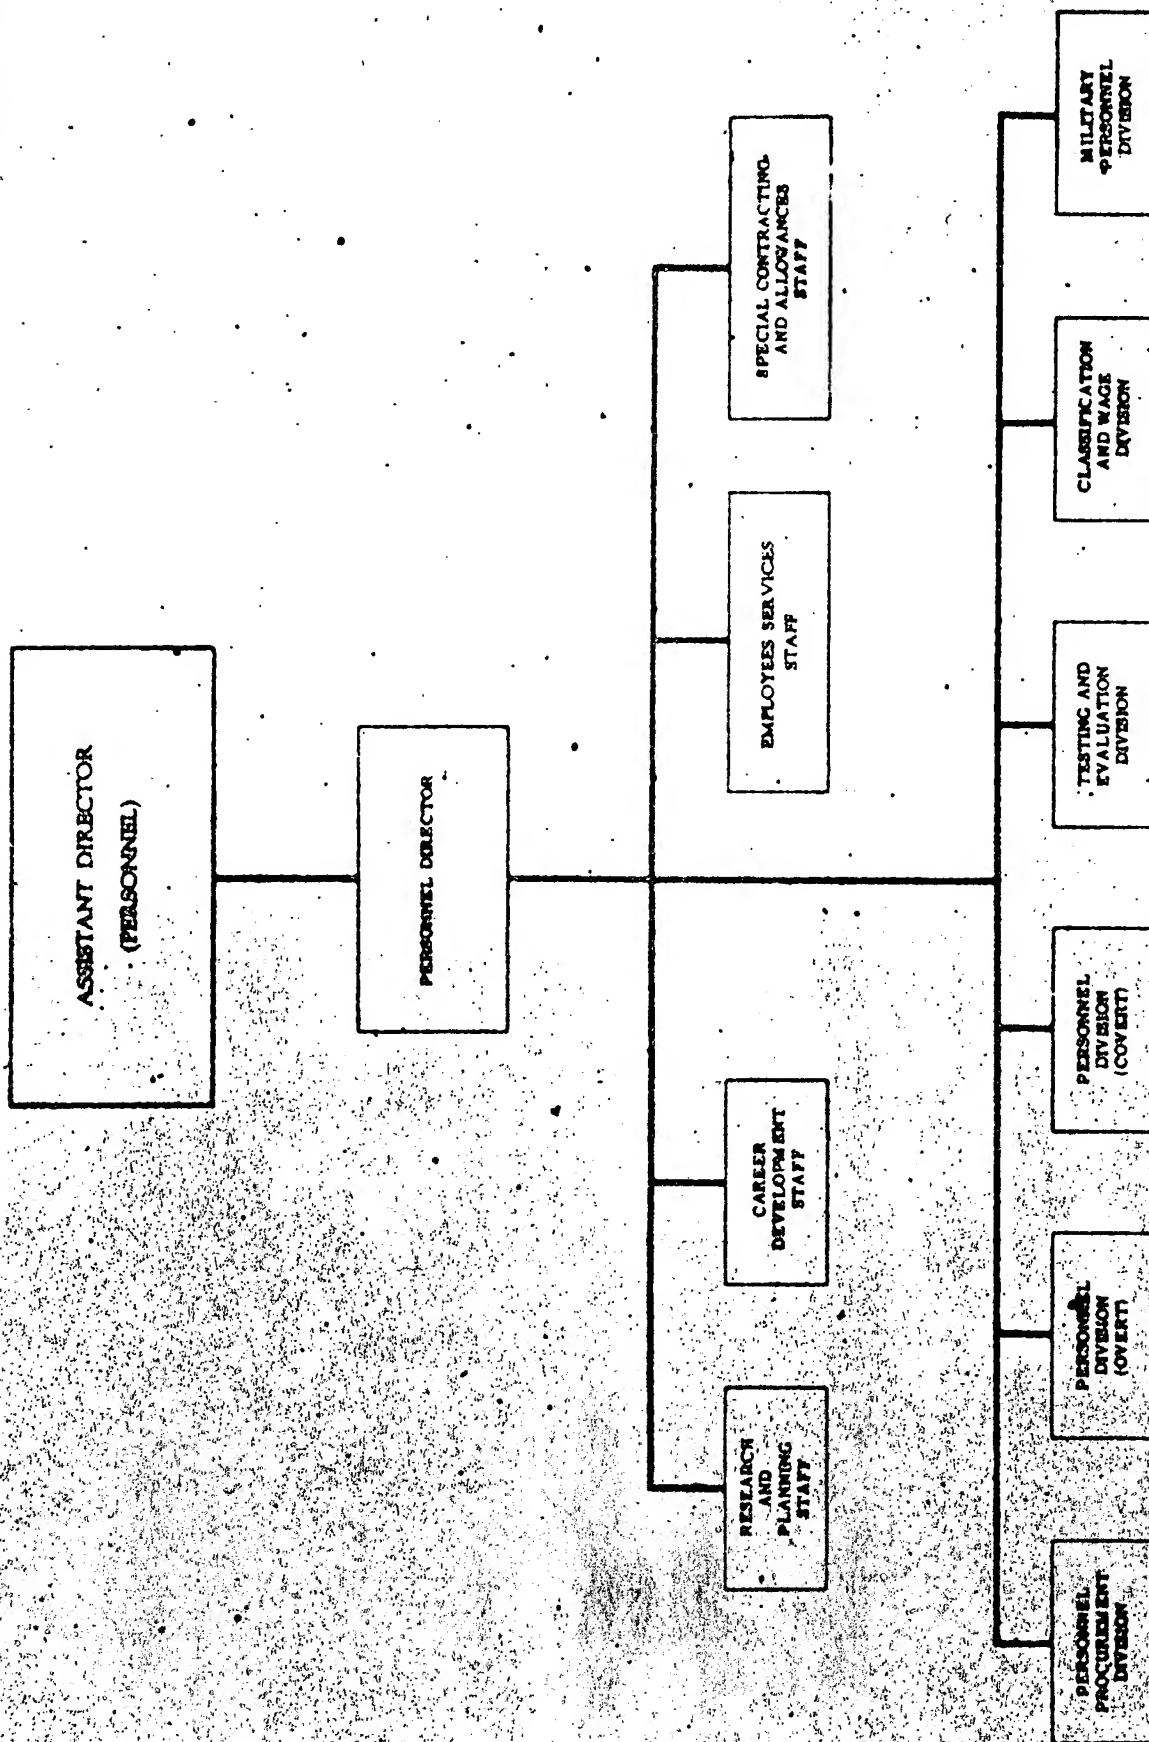 ASSISTANT DIRECTOR
(PERSONNEL)
PERSONNEL DIRECTOR
RESEARCH
AND
PLANNING
STAFF
CAREER
DEVELOPMENT
STAFF
EMPLOYEES SERVICES
STAFF
SPECIAL CONTRACTING
AND ALLOWANCES
STAFF
PERSONNEL
PROCUREMENT
DIVISION
PERSONNEL
DIVISION
(OVERT)
PERSONNEL
DIVISION
(COVERT)
TESTING AND
EVALUATION
DIVISION
CLASSIFICATION
AND WAGE
DIVISION
MILITARY
PERSONNEL
DIVISION